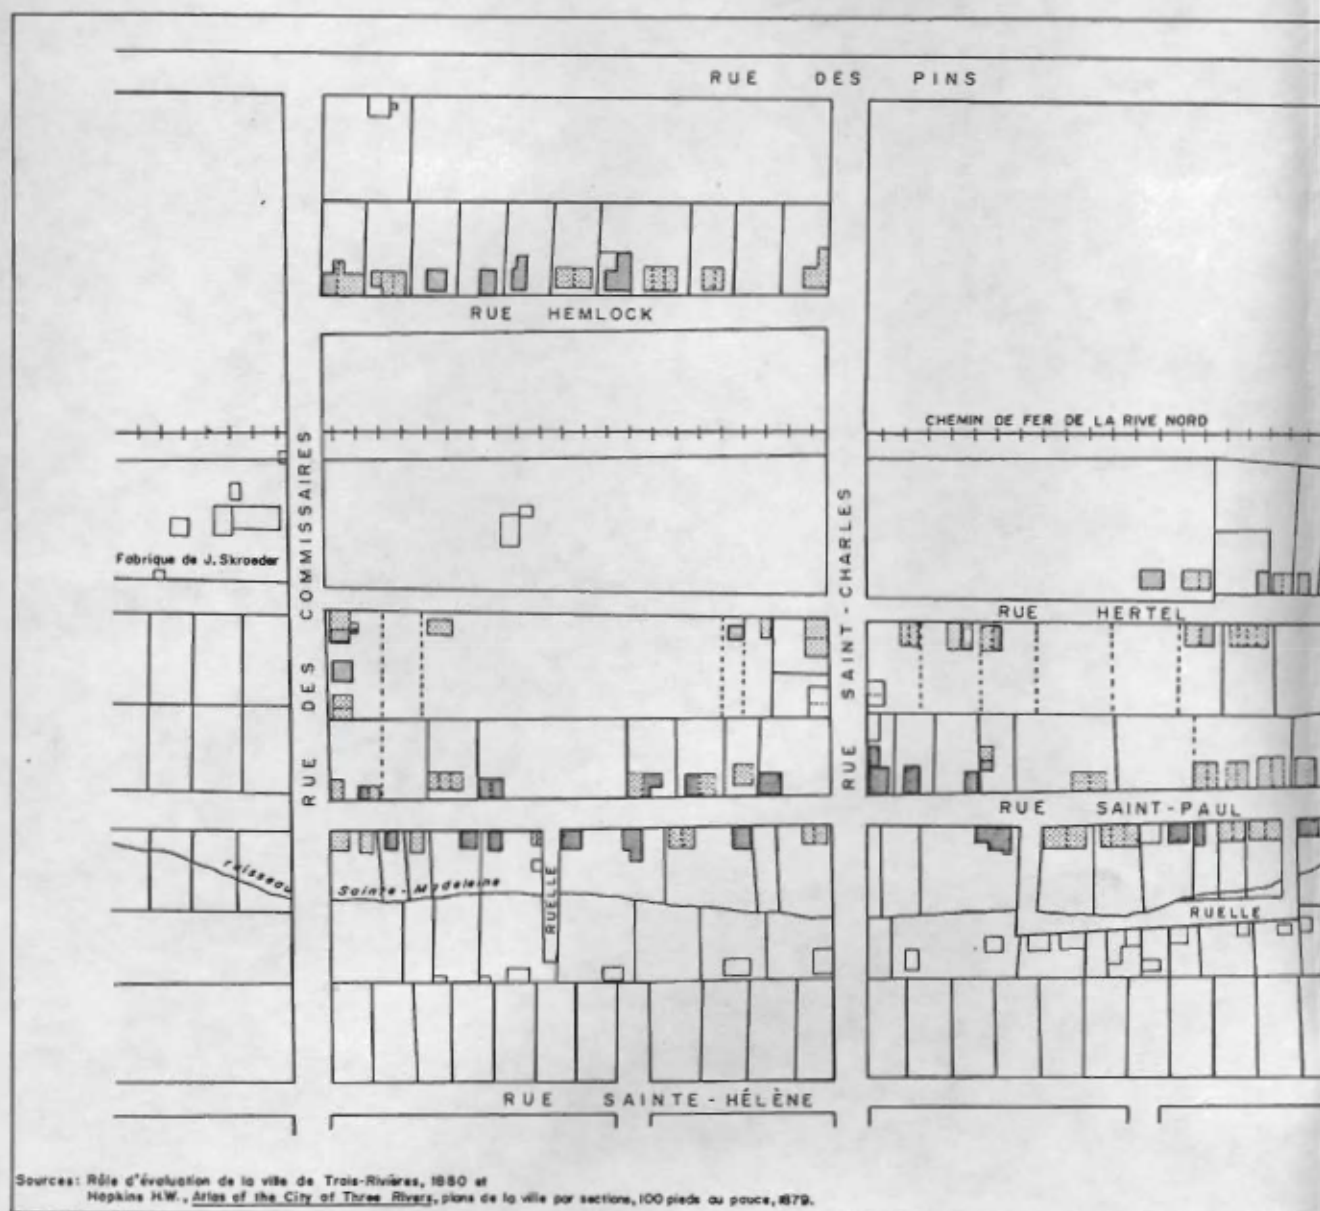 RUE DES PINS
RUE HEMLOCK
CHEMIN DE FER DE LA RIVE NORD
RUE DES COMMISSAIRES
RUE SAINT-CHARLES
Fabrique de J. Skroeder
RUE HERTEL
RUE SAINT-PAUL
ruisseau Sainte-Madeleine
RUELLE
RUELLE
RUE SAINTE-HÉLÈNE
Sources: Rôle d'évaluation de la ville de Trois-Rivières, 1880 et
Hopkins H.W., Atlas of the City of Three Rivers, plans de la ville par sections, 100 pieds au pouce, 1879.